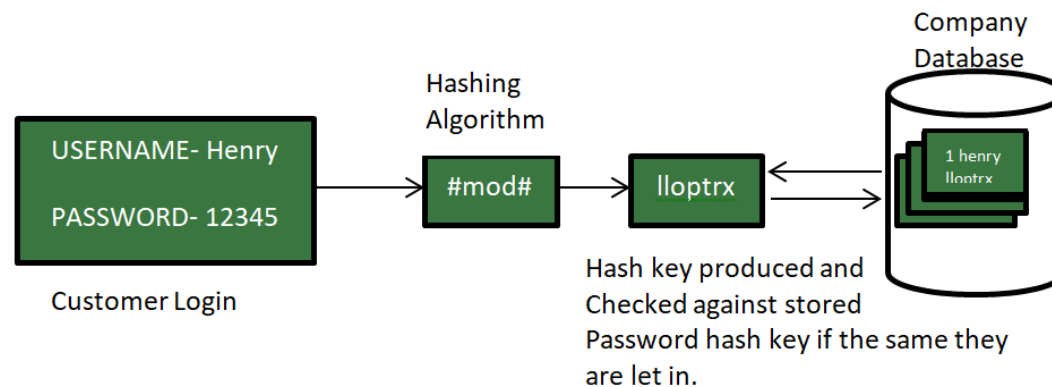 Company
Database
Hashing
Algorithm
USERNAME- Henry
PASSWORD- 12345
#mod#
lloptrx
1 henry
lloptrx
Customer Login
Hash key produced and
Checked against stored
Password hash key if the same they
are let in.